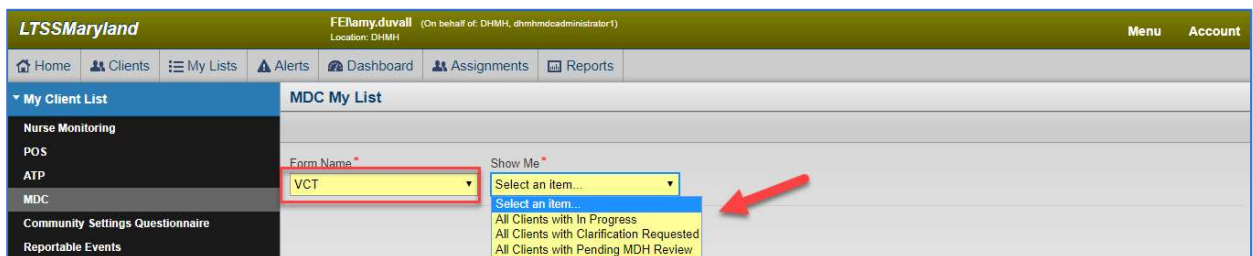 LTSSMaryland
FEI\amy.duvall (On behalf of: DHMH, dhmhmdcadministrator1)
Location: DHMH
Menu Account
Home Clients My Lists Alerts Dashboard Assignments Reports
My Client List
MDC My List
Nurse Monitoring
POS
ATP
MDC
Community Settings Questionnaire
Reportable Events
Form Name * Show Me *
VCT Select an item...
Select an item...
All Clients with In Progress
All Clients with Clarification Requested
All Clients with Pending MDH Review